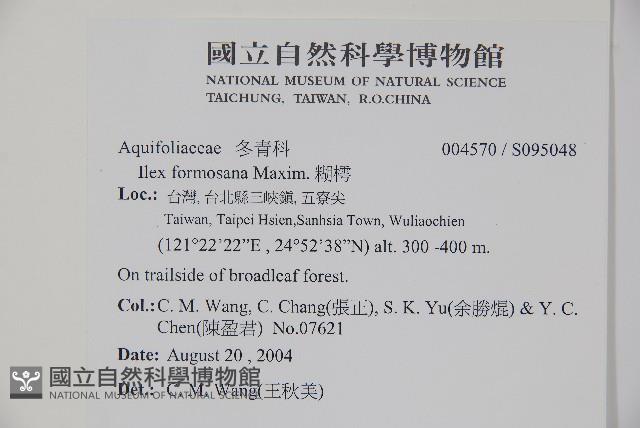 國立自然科學博物館
NATIONAL MUSEUM OF NATURAL SCIENCE
TAICHUNG, TAIWAN, R.O.CHINA
Aquifoliaceae 冬青科 004570 / S095048
Ilex formosana Maxim. 糊樗
Loc.: 台灣, 台北縣三峽鎮, 五寮尖
Taiwan, Taipei Hsien,Sanhsia Town, Wuliaochien
(121°22'22”E , 24°52'38”N) alt. 300 -400 m.
On trailside of broadleaf forest.
Col.: C. M. Wang, C. Chang(張正), S. K. Yu(余勝焜) & Y. C.
Chen(陳盈君) No.07621
Date: August 20 , 2004
Det.: C. M. Wang(王秋美)
國立自然科學博物館
NATIONAL MUSEUM OF NATURAL SCIENCE